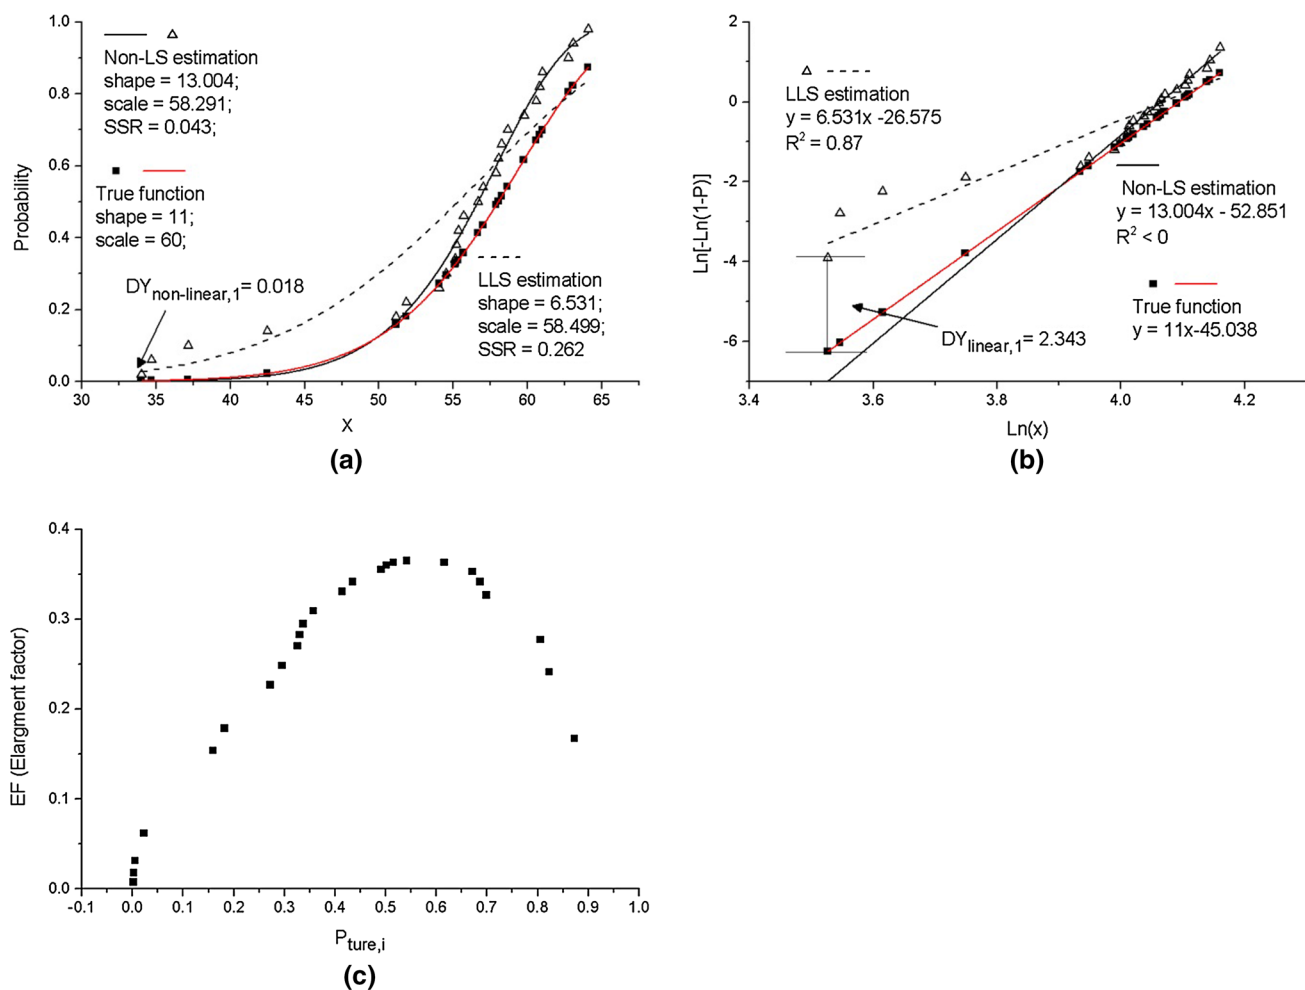 1.0
0.8
0.6
0.4
0.2
0.0
Probability
Non-LS estimation
shape = 13.004;
scale = 58.291;
SSR = 0.043;
True function
shape = 11;
scale = 60;
DYnon-linear,1= 0.018
LLS estimation
shape = 6.531;
scale = 58.499;
SSR = 0.262
30 35 40 45 50 55 60 65
X
(a)
2
0
-2
-4
-6
Ln[-Ln(1-P)]
LLS estimation
y = 6.531x -26.575
R2 = 0.87
Non-LS estimation
y = 13.004x - 52.851
R2 < 0
True function
y = 11x-45.038
DYlinear,1= 2.343
3.4 3.6 3.8 4.0 4.2
Ln(x)
(b)
0.4
0.3
0.2
0.1
0.0
EF (Elargment factor)
-0.1 0.0 0.1 0.2 0.3 0.4 0.5 0.6 0.7 0.8 0.9 1.0
Pture,i
(c)